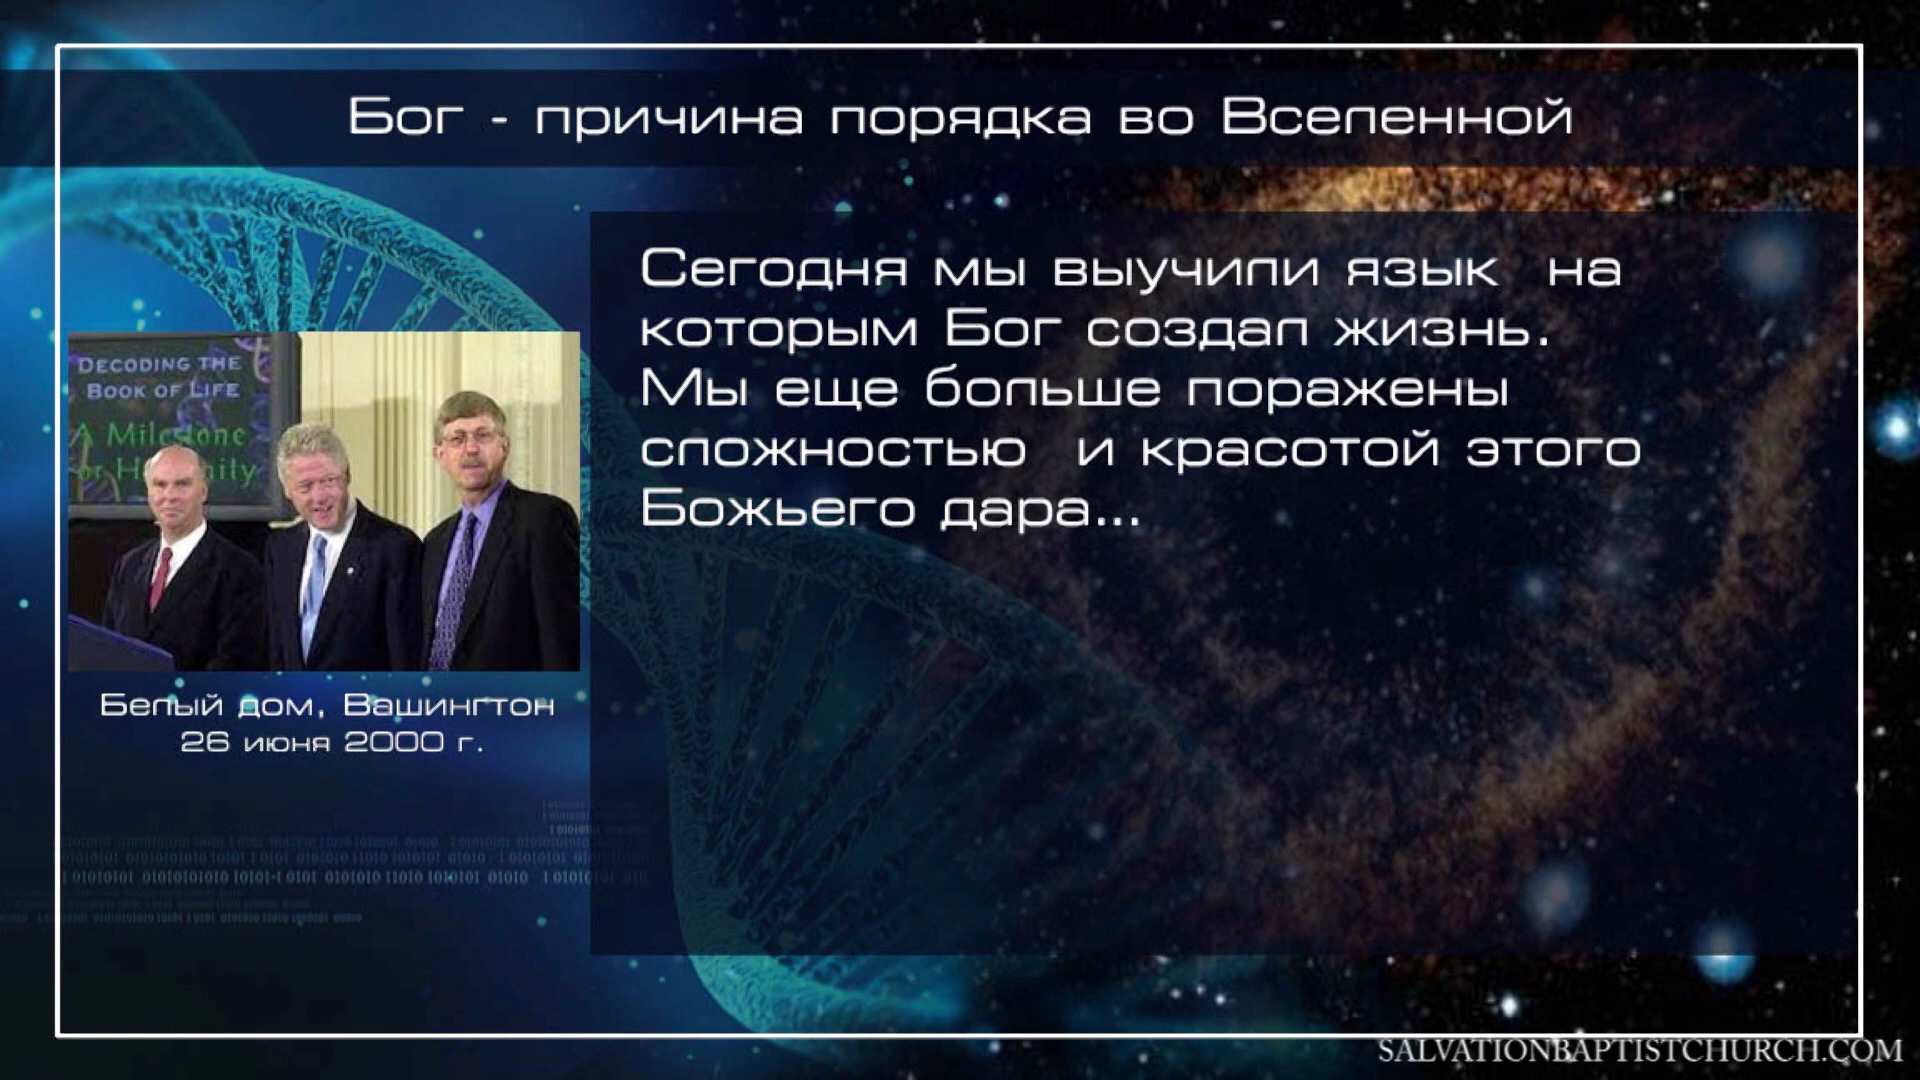 Бог - причина порядка во Вселенной
Сегодня мы выучили язык на
котором Бог создал жизнь.
Мы еще больше поражены
сложностью и красотой этого
Божьего дара...
DECODING THE
BOOK OF LIFE
A Milestone
Белый дом, Вашингтон
26 июня 2000 г.
SALVATIONBAPTISTCHURCH.COM